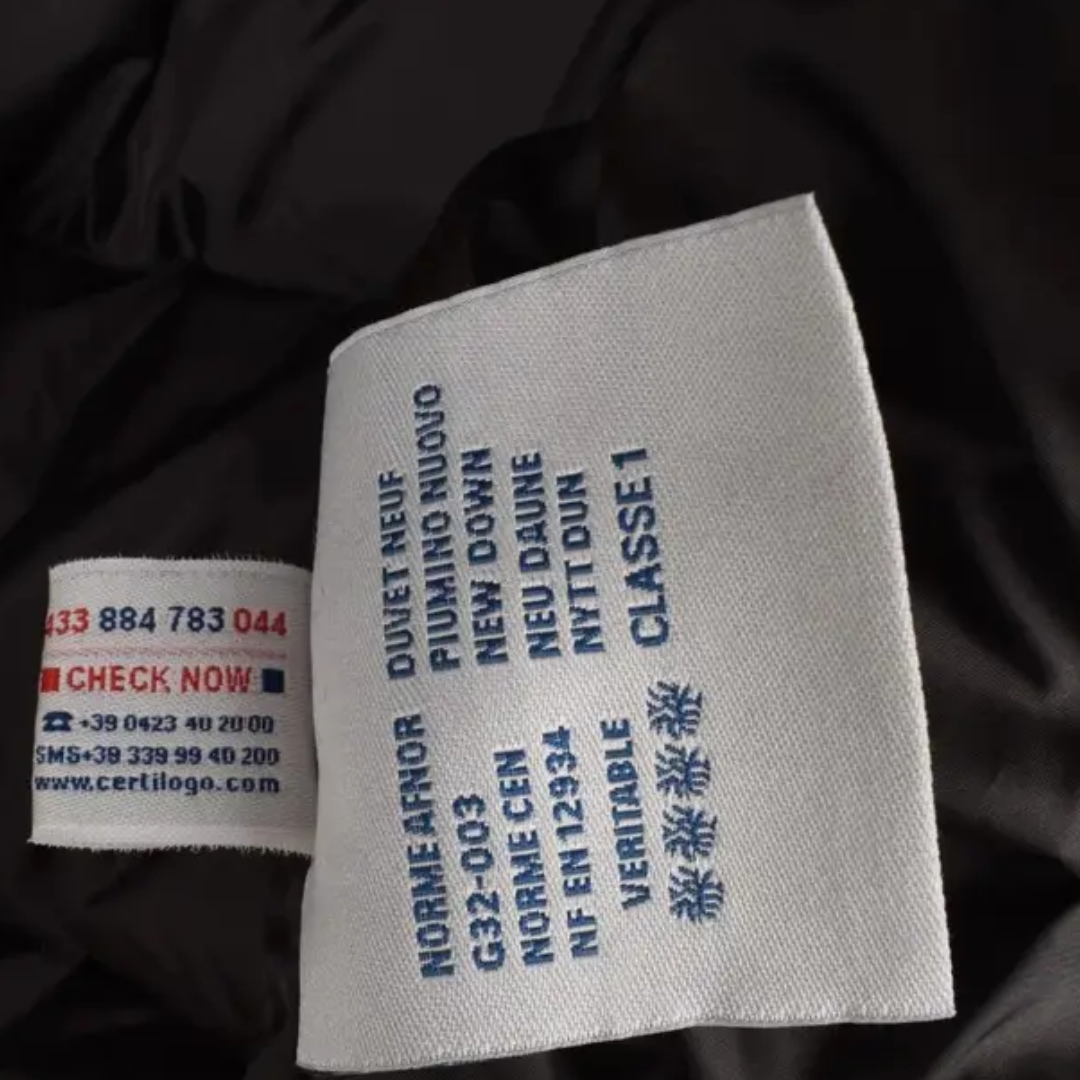 433 884 783 044
CHECK NOW
☎ +39 0423 40 20 00
SMS+39 339 99 40 200
www.certilogo.com
NORME AFNOR DUVET NEUF
G32-003 PIUMINO NUOVO
NORME CEN NEW DOWN
NF EN 12934 NEU DAUNE
NYTT DUN
VERITABLE CLASSE 1